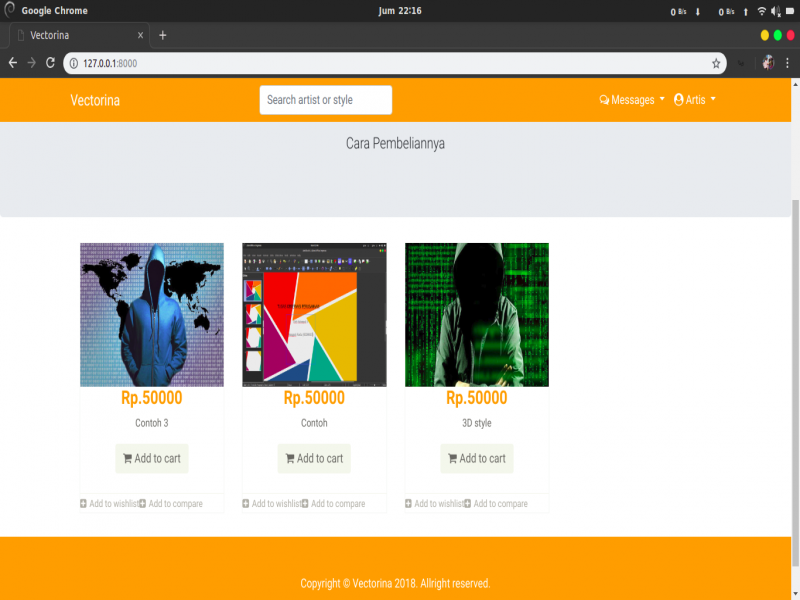 Google Chrome
Jum 22:16
0 B/s
0 B/s
Vectorina
127.0.0.1:8000
Vectorina
Search artist or style
Messages
Artis
Cara Pembeliannya
Rp.50000
Rp.50000
Rp.50000
Contoh 3
Contoh
3D style
Add to cart
Add to cart
Add to cart
Add to wishlist Add to compare
Add to wishlist Add to compare
Add to wishlist Add to compare
Copyright © Vectorina 2018. Allright reserved.